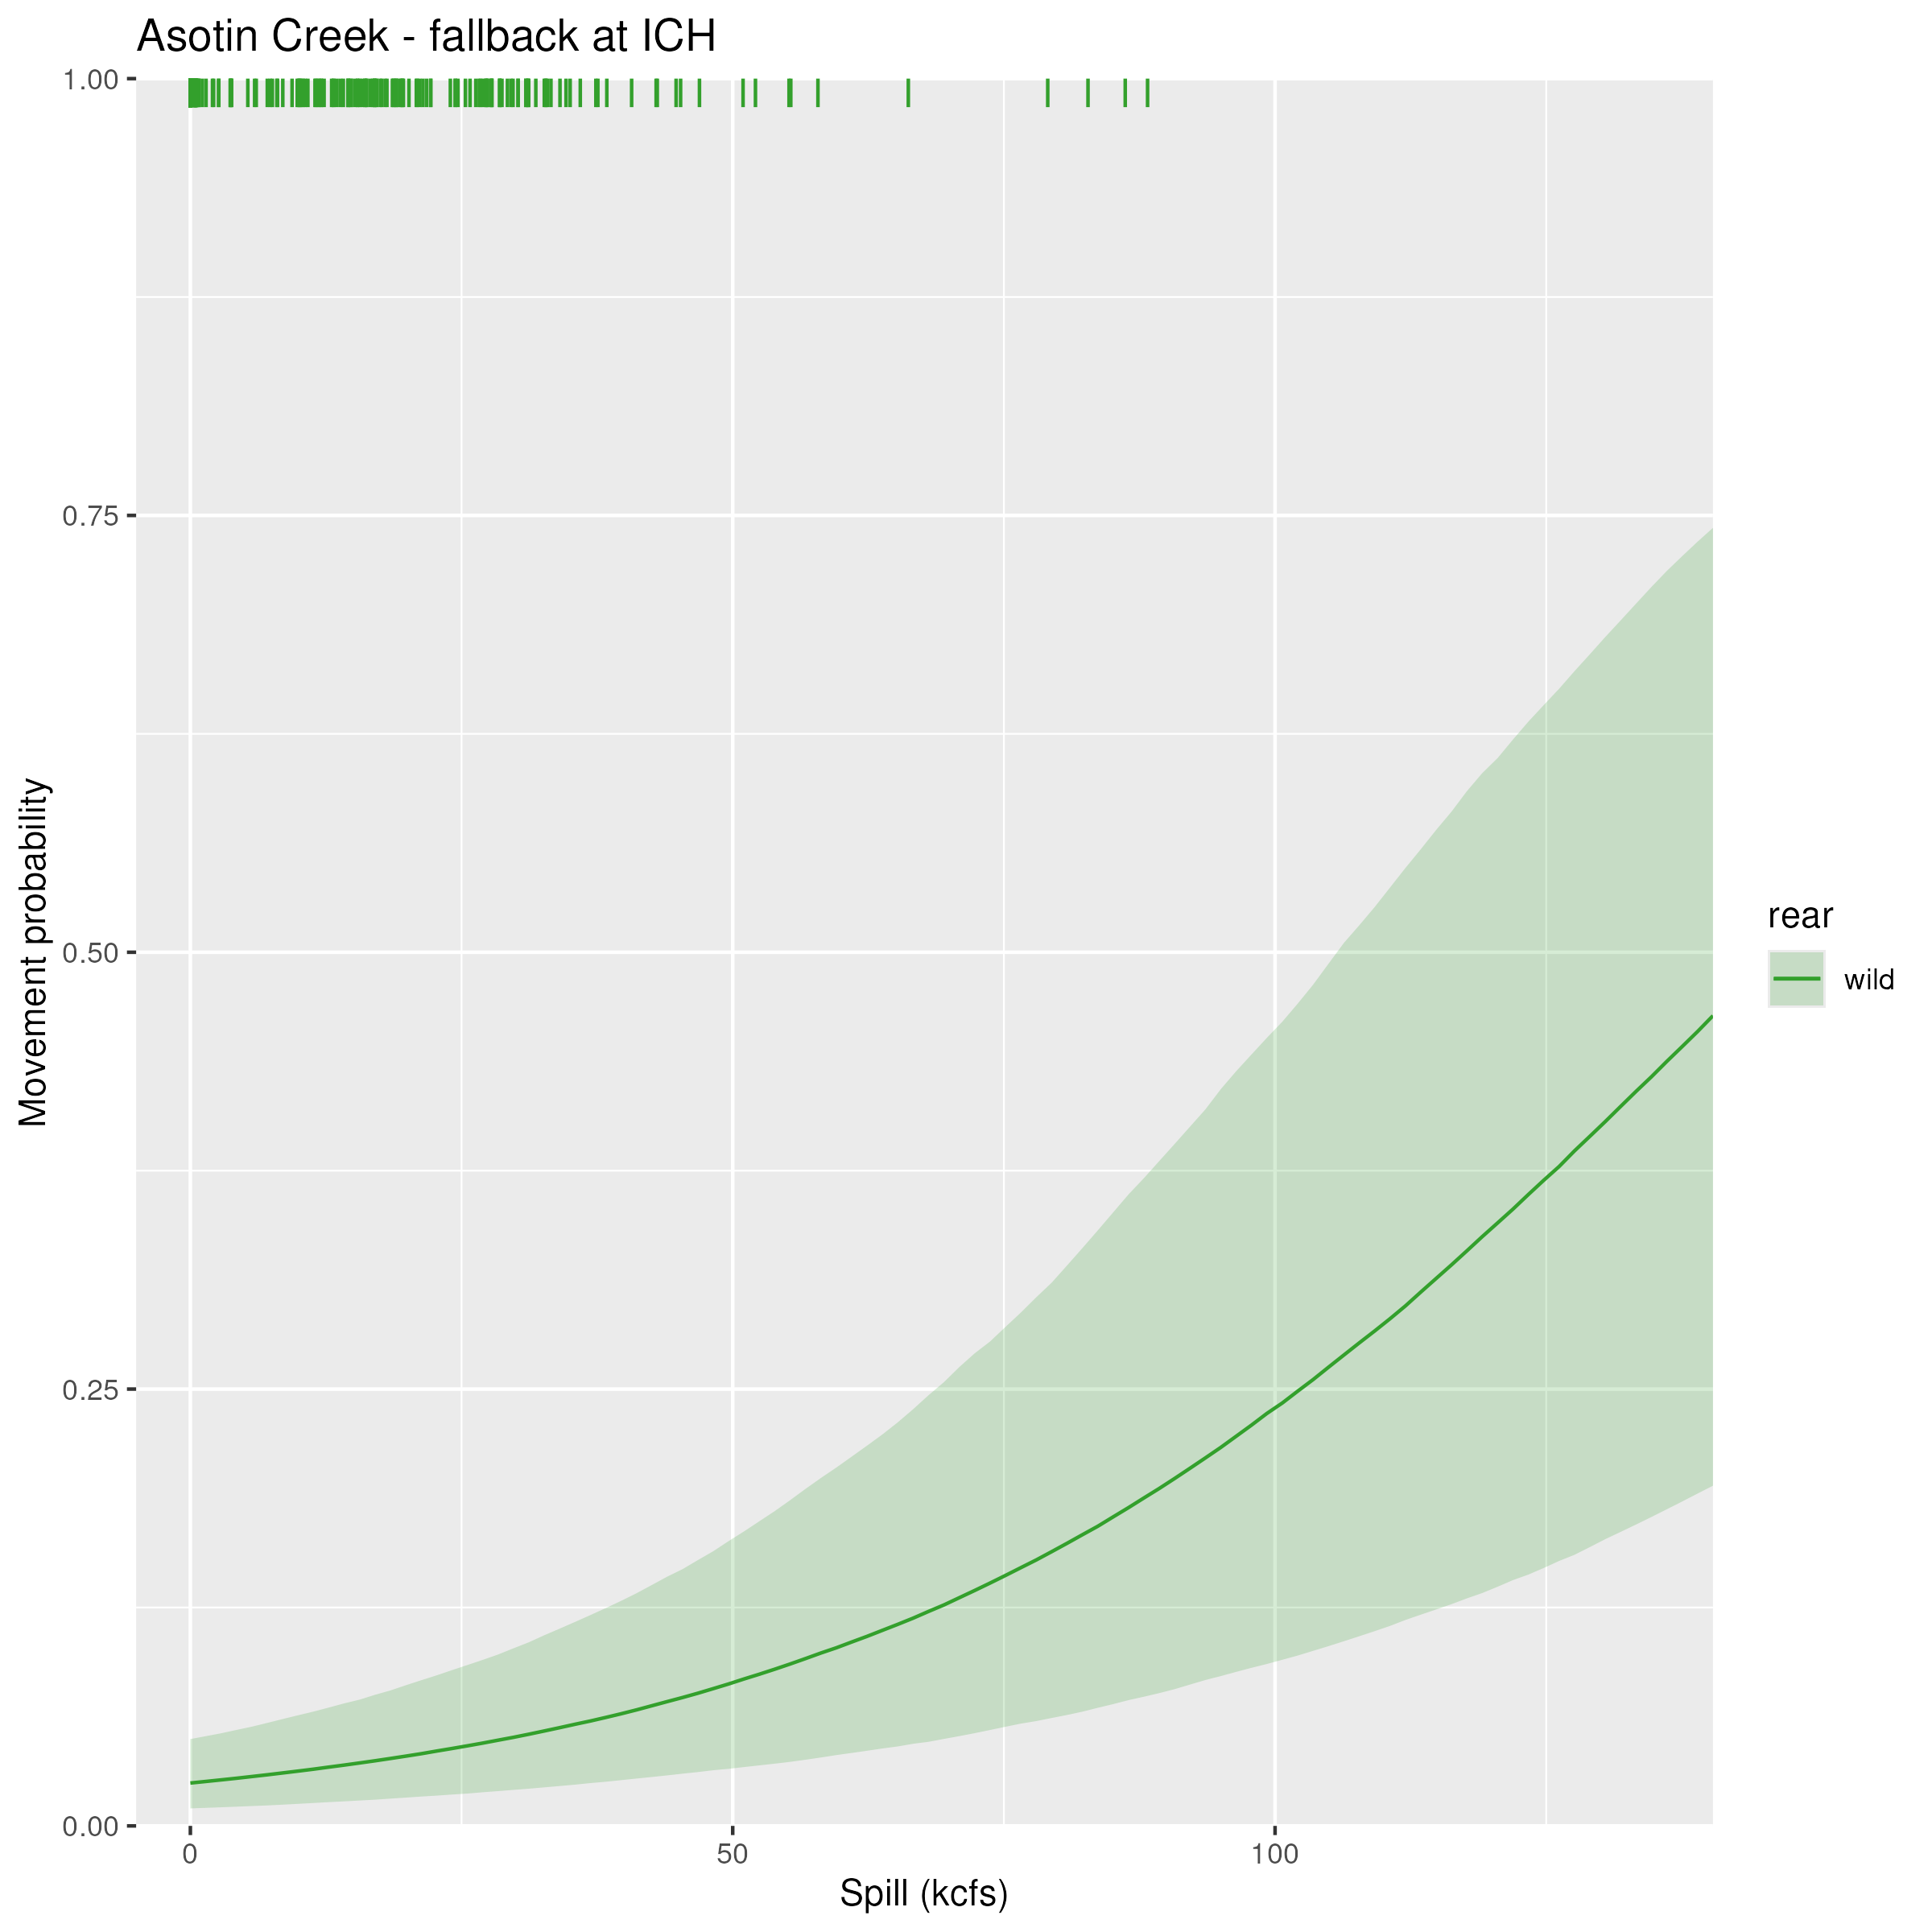 Asotin Creek - fallback at ICH
1.00
0.75
0.50
0.25
0.00
Movement probability
0
50
100
Spill (kcfs)
rear
wild